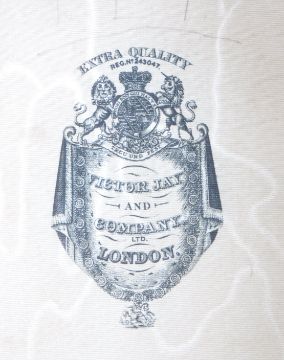 EXTRA QUALITY
REG. No 243047.
VICTOR JAY
AND
COMPANY
LTD.
LONDON.